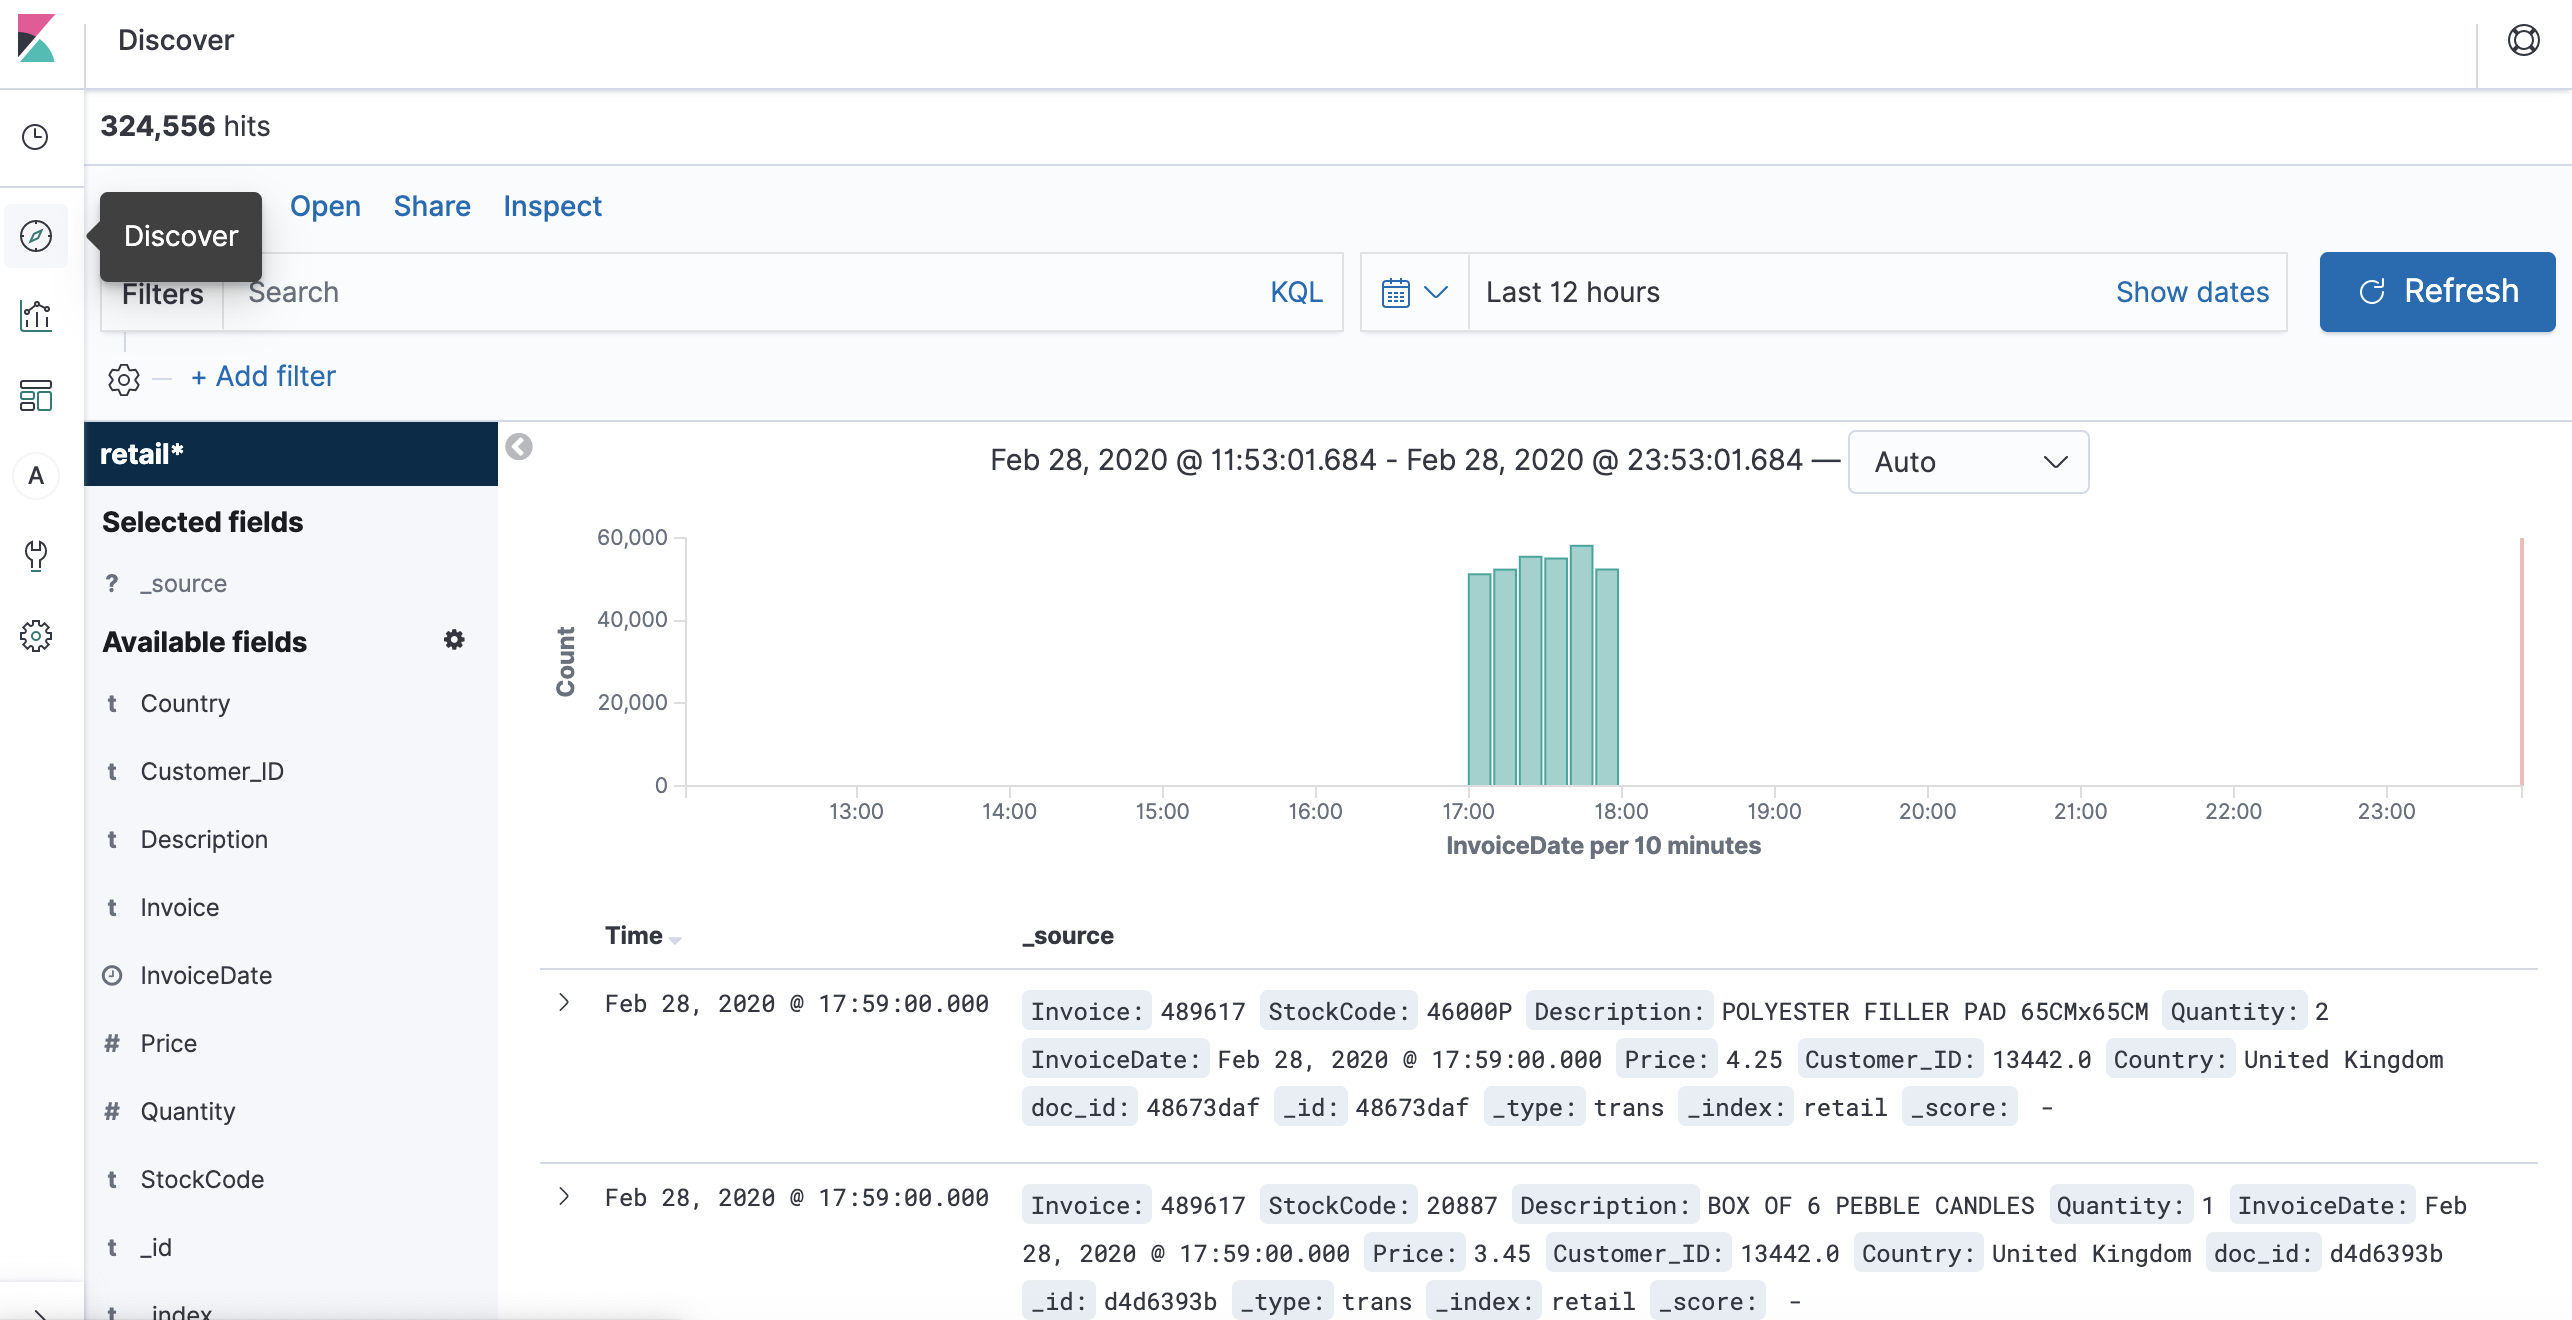 Discover
324,556 hits
Discover
Open Share Inspect
Filters Search KQL
Last 12 hours Show dates
Refresh
+ Add filter
A
retail*
Selected fields
? _source
Available fields
t Country
t Customer_ID
t Description
t Invoice
InvoiceDate
# Price
# Quantity
t StockCode
t _id
t _index
Feb 28, 2020 @ 11:53:01.684 - Feb 28, 2020 @ 23:53:01.684 — Auto
60,000
40,000
20,000
0
Count
13:00 14:00 15:00 16:00 17:00 18:00 19:00 20:00 21:00 22:00 23:00
InvoiceDate per 10 minutes
Time _source
Feb 28, 2020 @ 17:59:00.000
Invoice: 489617 StockCode: 46000P Description: POLYESTER FILLER PAD 65CMx65CM Quantity: 2
InvoiceDate: Feb 28, 2020 @ 17:59:00.000 Price: 4.25 Customer_ID: 13442.0 Country: United Kingdom
doc_id: 48673daf _id: 48673daf _type: trans _index: retail _score: -
Feb 28, 2020 @ 17:59:00.000
Invoice: 489617 StockCode: 20887 Description: BOX OF 6 PEBBLE CANDLES Quantity: 1 InvoiceDate: Feb
28, 2020 @ 17:59:00.000 Price: 3.45 Customer_ID: 13442.0 Country: United Kingdom doc_id: d4d6393b
_id: d4d6393b _type: trans _index: retail _score: -